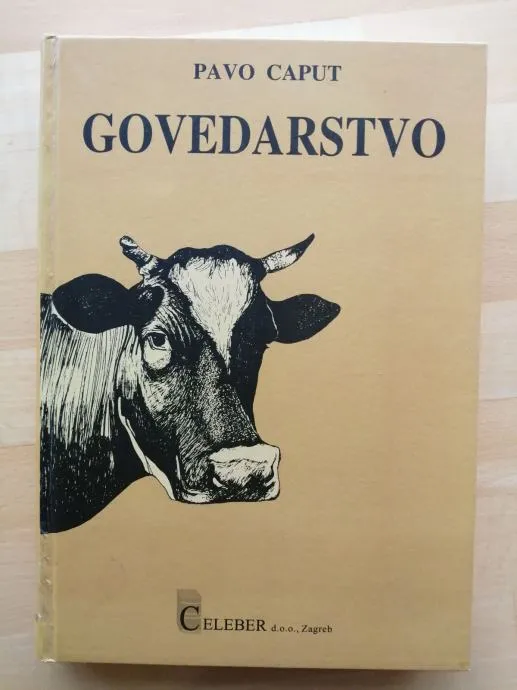 PAVO CAPUT
GOVEDARSTVO
CELEBER d.o.o., Zagreb